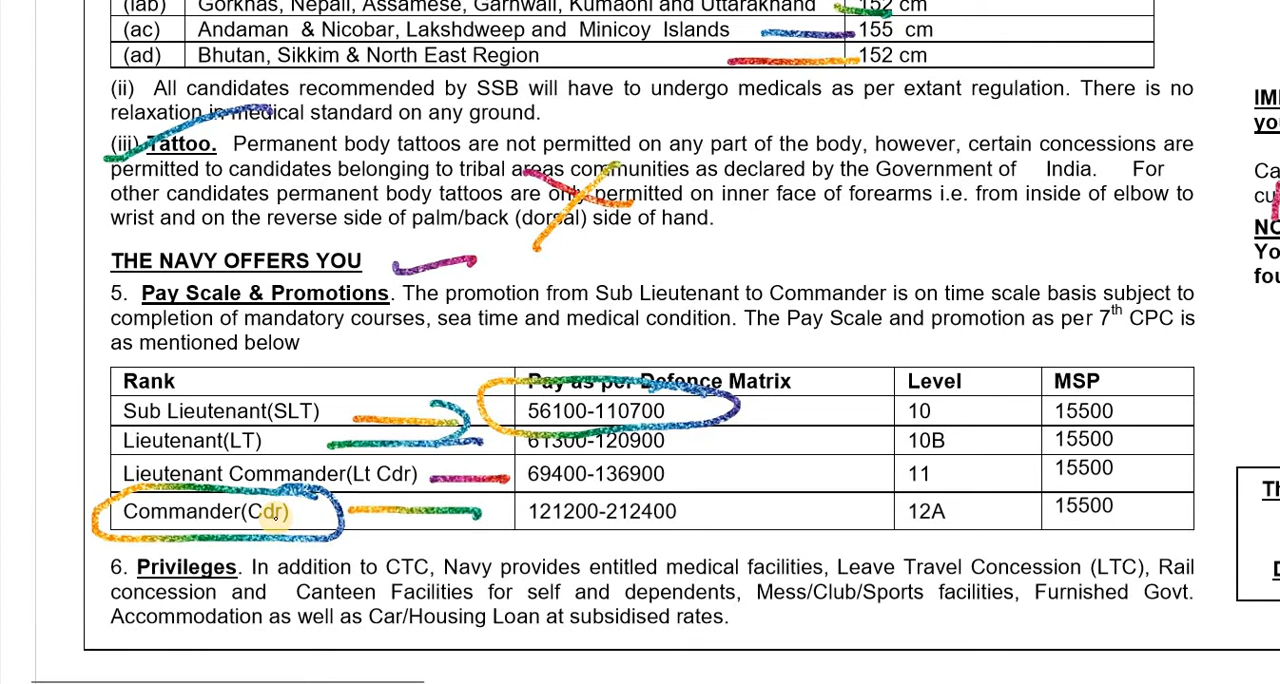 (iab) Gorkhas, Nepali, Assamese, Garhwali, Kumaoni and Uttarakhand 152 cm
(ac) Andaman & Nicobar, Lakshdweep and Minicoy Islands 155 cm
(ad) Bhutan, Sikkim & North East Region 152 cm
(ii) All candidates recommended by SSB will have to undergo medicals as per extant regulation. There is no
relaxation in medical standard on any ground.
(iii) Tattoo. Permanent body tattoos are not permitted on any part of the body, however, certain concessions are
permitted to candidates belonging to tribal areas communities as declared by the Government of India. For
other candidates permanent body tattoos are only permitted on inner face of forearms i.e. from inside of elbow to
wrist and on the reverse side of palm/back (dorsal) side of hand.
THE NAVY OFFERS YOU
5. Pay Scale & Promotions. The promotion from Sub Lieutenant to Commander is on time scale basis subject to
completion of mandatory courses, sea time and medical condition. The Pay Scale and promotion as per 7th CPC is
as mentioned below
Rank Pay as per Defence Matrix Level MSP
Sub Lieutenant(SLT) 56100-110700 10 15500
Lieutenant(LT) 61300-120900 10B 15500
Lieutenant Commander(Lt Cdr) 69400-136900 11 15500
Commander(Cdr) 121200-212400 12A 15500
6. Privileges. In addition to CTC, Navy provides entitled medical facilities, Leave Travel Concession (LTC), Rail
concession and Canteen Facilities for self and dependents, Mess/Club/Sports facilities, Furnished Govt.
Accommodation as well as Car/Housing Loan at subsidised rates.